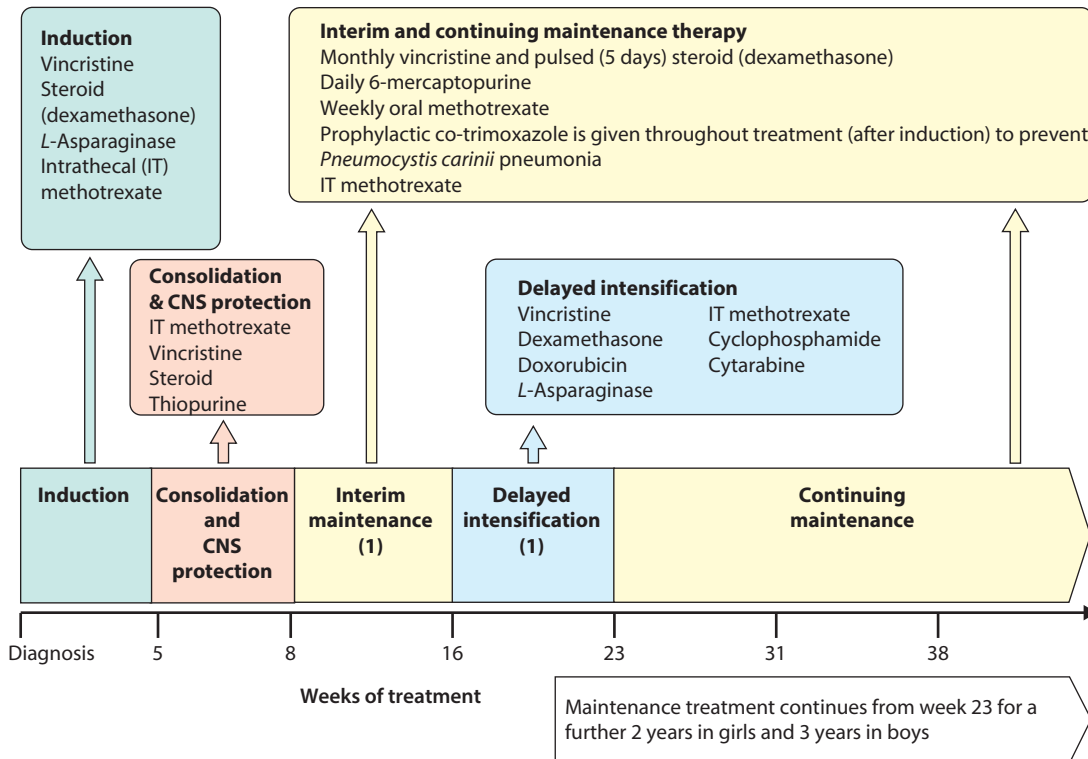 Induction
Vincristine
Steroid
(dexamethasone)
L-Asparaginase
Intrathecal (IT)
methotrexate
Interim and continuing maintenance therapy
Monthly vincristine and pulsed (5 days) steroid (dexamethasone)
Daily 6-mercaptopurine
Weekly oral methotrexate
Prophylactic co-trimoxazole is given throughout treatment (after induction) to prevent
Pneumocystis carinii pneumonia
IT methotrexate
Consolidation
& CNS protection
IT methotrexate
Vincristine
Steroid
Thiopurine
Delayed intensification
Vincristine
Dexamethasone
Doxorubicin
L-Asparaginase
IT methotrexate
Cyclophosphamide
Cytarabine
Induction
Consolidation
and
CNS
protection
Interim
maintenance
(1)
Delayed
intensification
(1)
Continuing
maintenance
Diagnosis 5 8 16 23 31 38
Weeks of treatment
Maintenance treatment continues from week 23 for a
further 2 years in girls and 3 years in boys